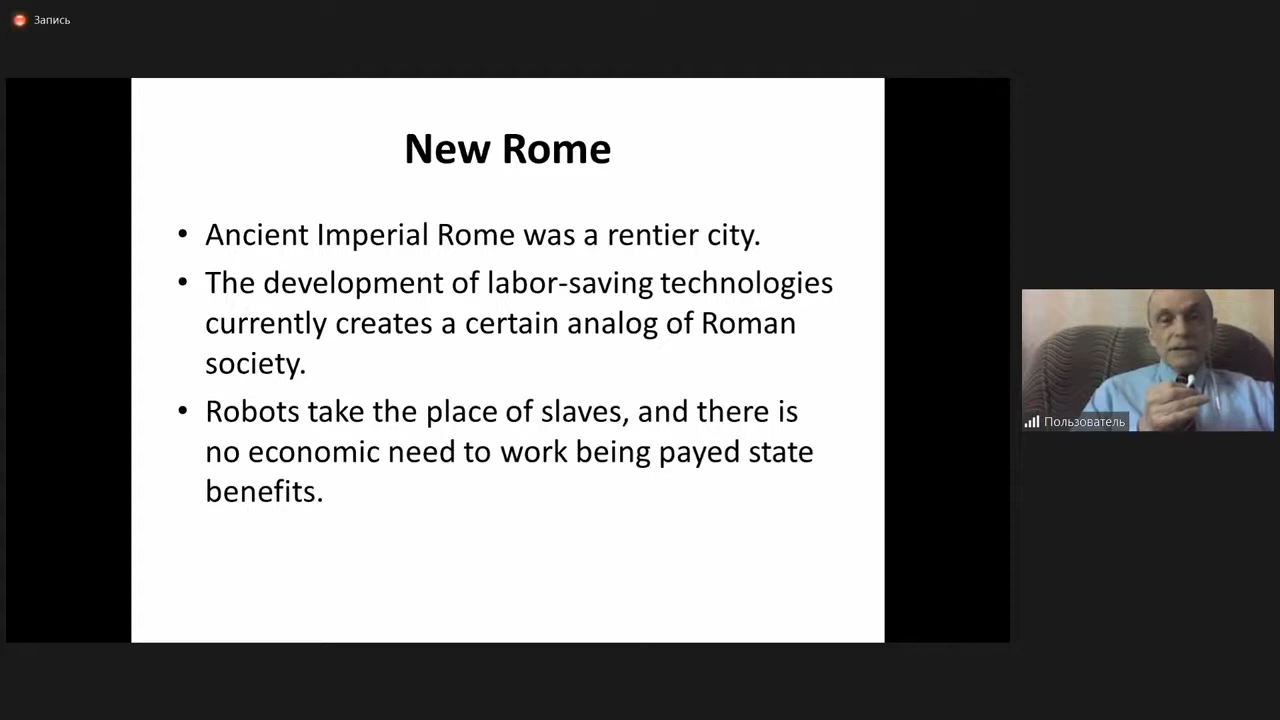 Запись
New Rome
• Ancient Imperial Rome was a rentier city.
• The development of labor-saving technologies
currently creates a certain analog of Roman
society.
• Robots take the place of slaves, and there is
no economic need to work being payed state
benefits.
Пользователь